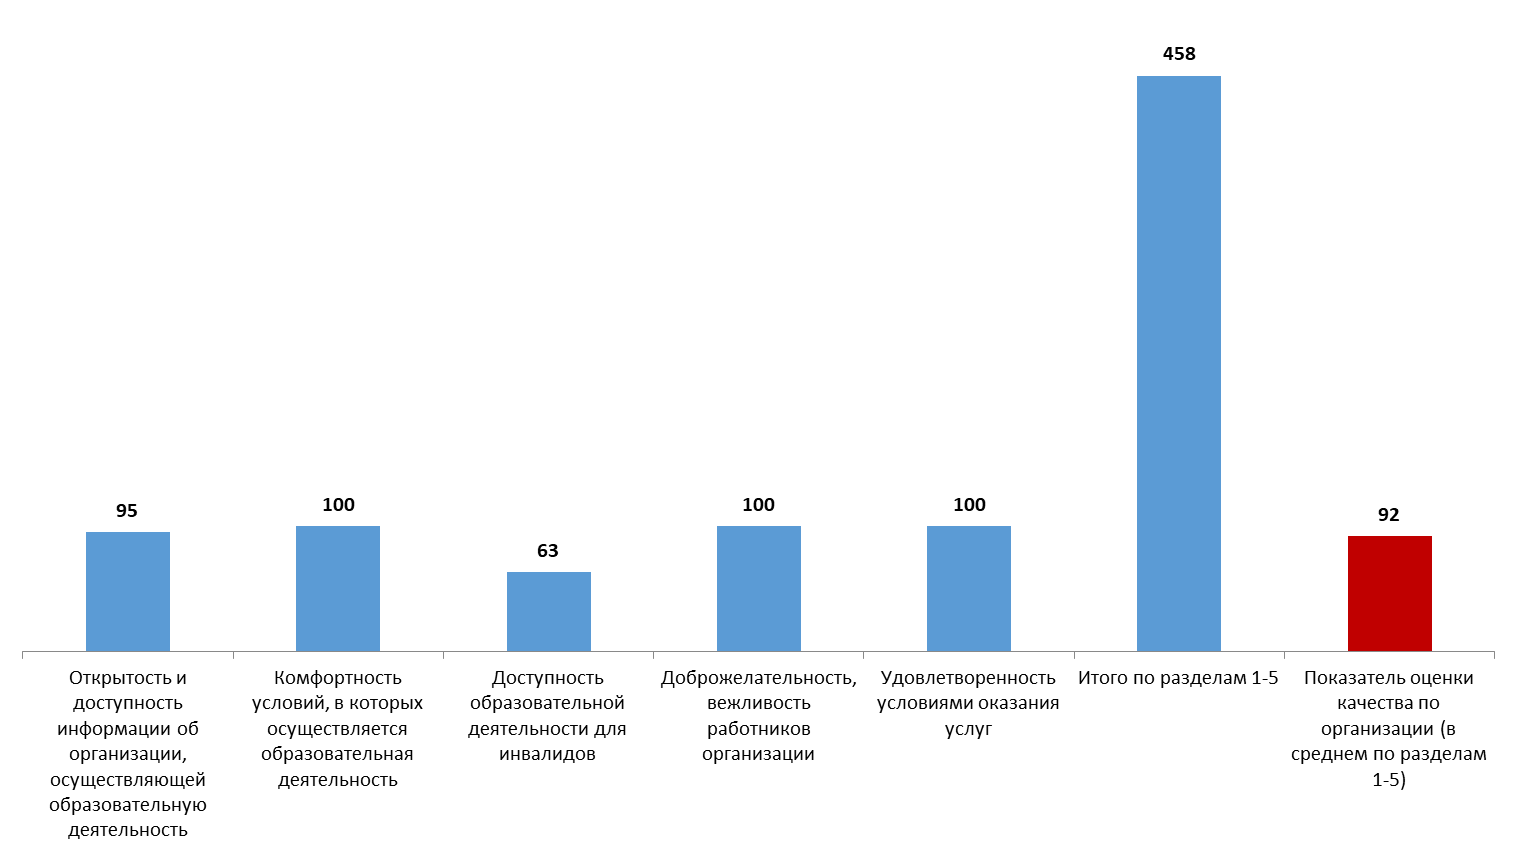 458
95
100
63
100
100
92
Открытость и
доступность
информации об
организации,
осуществляющей
образовательную
деятельность
Комфортность
условий, в которых
осуществляется
образовательная
деятельность
Доступность
образовательной
деятельности для
инвалидов
Доброжелательность,
вежливость
работников
организации
Удовлетворенность
условиями оказания
услуг
Итого по разделам 1-5
Показатель оценки
качества по
организации (в
среднем по разделам
1-5)